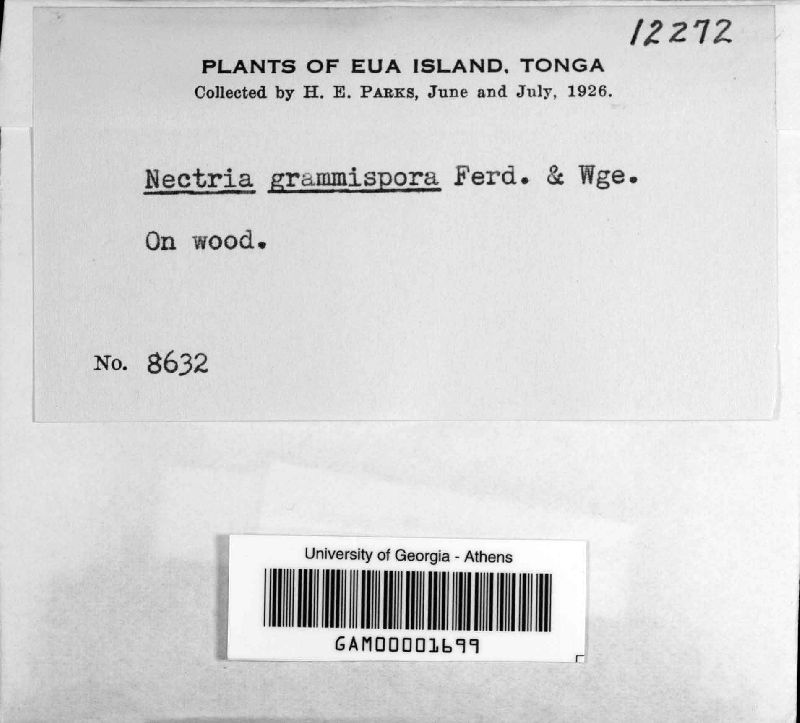 12272
PLANTS OF EUA ISLAND, TONGA
Collected by H. E. PARKS, June and July, 1926.
Nectria grammispora Ferd. & Wge.
On wood.
No. 8632
University of Georgia - Athens
GAM00001699